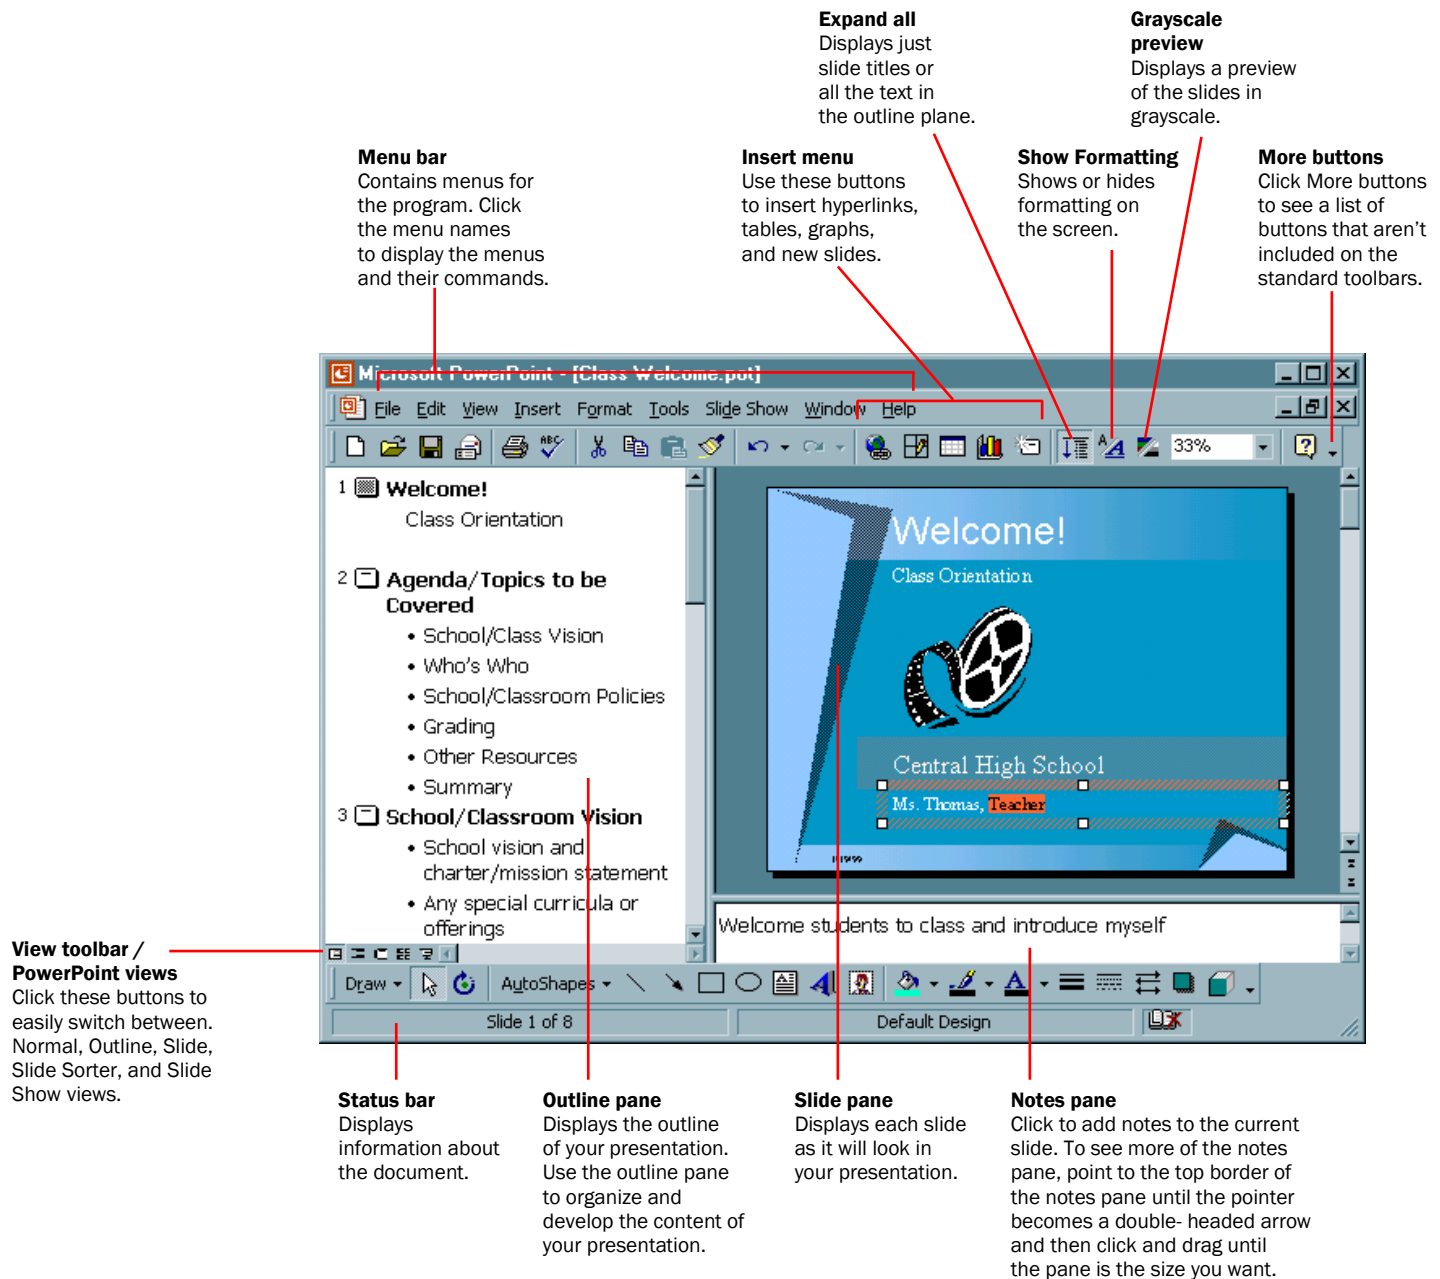 Expand all
Displays just
slide titles or
all the text in
the outline plane.
Grayscale
preview
Displays a preview
of the slides in
grayscale.
Menu bar
Contains menus for
the program. Click
the menu names
to display the menus
and their commands.
Insert menu
Use these buttons
to insert hyperlinks,
tables, graphs,
and new slides.
Show Formatting
Shows or hides
formatting on
the screen.
More buttons
Click More buttons
to see a list of
buttons that aren't
included on the
standard toolbars.
Microsoft PowerPoint - [Class Welcome.pot]
File Edit View Insert Format Tools Slide Show Window Help
ABC
A A 33% ?
1 Welcome!
Class Orientation
2 Agenda/Topics to be
Covered
• School/Class Vision
• Who's Who
• School/Classroom Policies
• Grading
• Other Resources
• Summary
3 School/Classroom Vision
• School vision and
charter/mission statement
• Any special curricula or
offerings
Welcome!
Class Orientation
Central High School
Ms. Thomas, Teacher
Welcome students to class and introduce myself
Draw AutoShapes A A
Slide 1 of 8 Default Design
View toolbar /
PowerPoint views
Click these buttons to
easily switch between.
Normal, Outline, Slide,
Slide Sorter, and Slide
Show views.
Status bar
Displays
information about
the document.
Outline pane
Displays the outline
of your presentation.
Use the outline pane
to organize and
develop the content of
your presentation.
Slide pane
Displays each slide
as it will look in
your presentation.
Notes pane
Click to add notes to the current
slide. To see more of the notes
pane, point to the top border of
the notes pane until the pointer
becomes a double- headed arrow
and then click and drag until
the pane is the size you want.